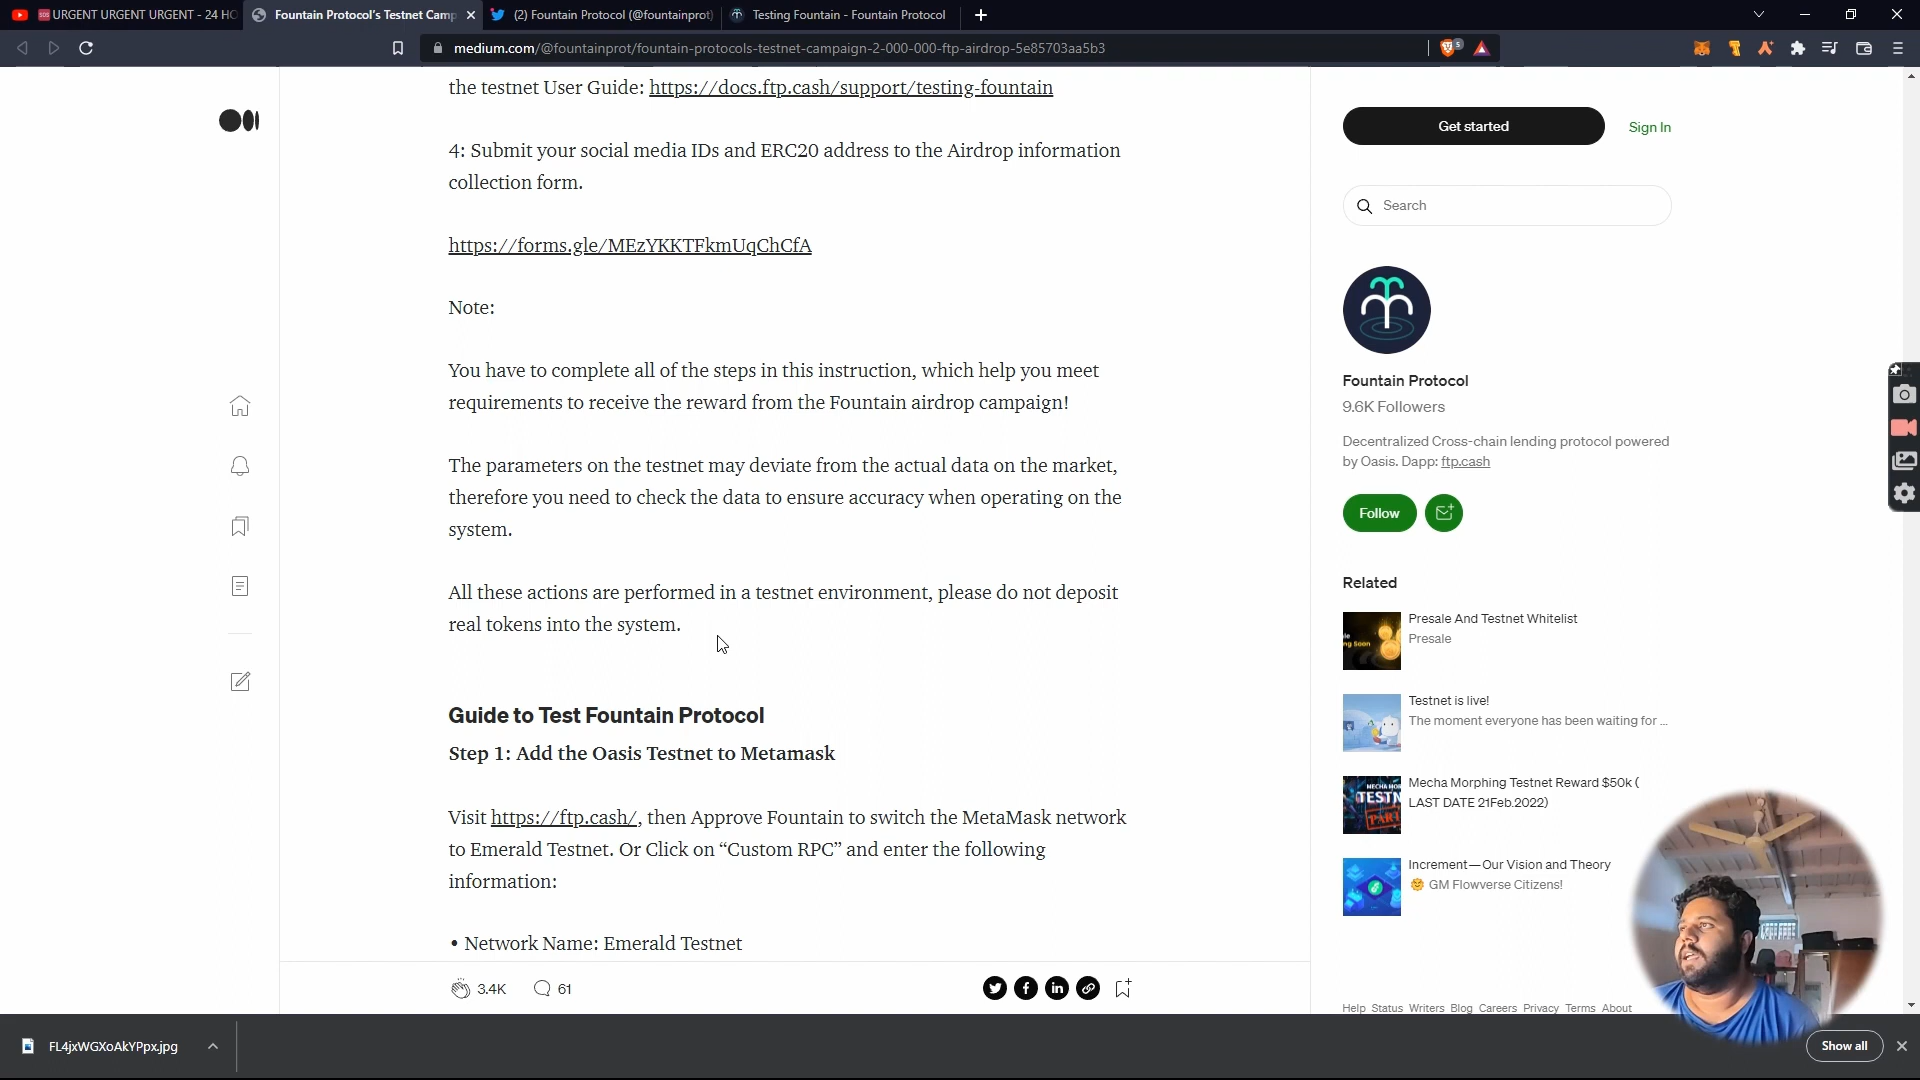 URGENT URGENT URGENT - 24 HO
Fountain Protocol's Testnet Camp
(2) Fountain Protocol (@fountainprot)
Testing Fountain - Fountain Protocol
medium.com/@fountainprot/fountain-protocols-testnet-campaign-2-000-000-ftp-airdrop-5e85703aa5b3
the testnet User Guide: https://docs.ftp.cash/support/testing-fountain
4: Submit your social media IDs and ERC20 address to the Airdrop information
collection form.
https://forms.gle/MEzYKKTFkmUqChCfA
Note:
You have to complete all of the steps in this instruction, which help you meet
requirements to receive the reward from the Fountain airdrop campaign!
The parameters on the testnet may deviate from the actual data on the market,
therefore you need to check the data to ensure accuracy when operating on the
system.
All these actions are performed in a testnet environment, please do not deposit
real tokens into the system.
Guide to Test Fountain Protocol
Step 1: Add the Oasis Testnet to Metamask
Visit https://ftp.cash/, then Approve Fountain to switch the MetaMask network
to Emerald Testnet. Or Click on “Custom RPC” and enter the following
information:
• Network Name: Emerald Testnet
3.4K
61
Get started
Sign In
Search
Fountain Protocol
9.6K Followers
Decentralized Cross-chain lending protocol powered
by Oasis. Dapp: ftp.cash
Follow
Related
Presale And Testnet Whitelist
Presale
Testnet is live!
The moment everyone has been waiting for ...
Mecha Morphing Testnet Reward $50k (
LAST DATE 21Feb.2022)
Increment—Our Vision and Theory
GM Flowverse Citizens!
Help Status Writers Blog Careers Privacy Terms About
FL4jxWGXoAkYPpx.jpg
Show all